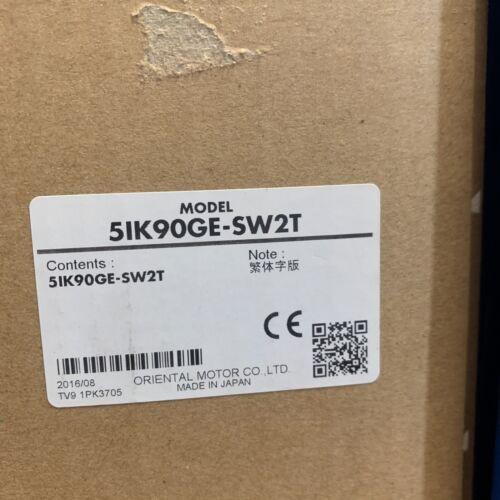 MODEL
5IK90GE-SW2T
Contents :
5IK90GE-SW2T
Note :
繁体字版
CE
2016/08
TV9 1PK3705
ORIENTAL MOTOR CO.,LTD.
MADE IN JAPAN